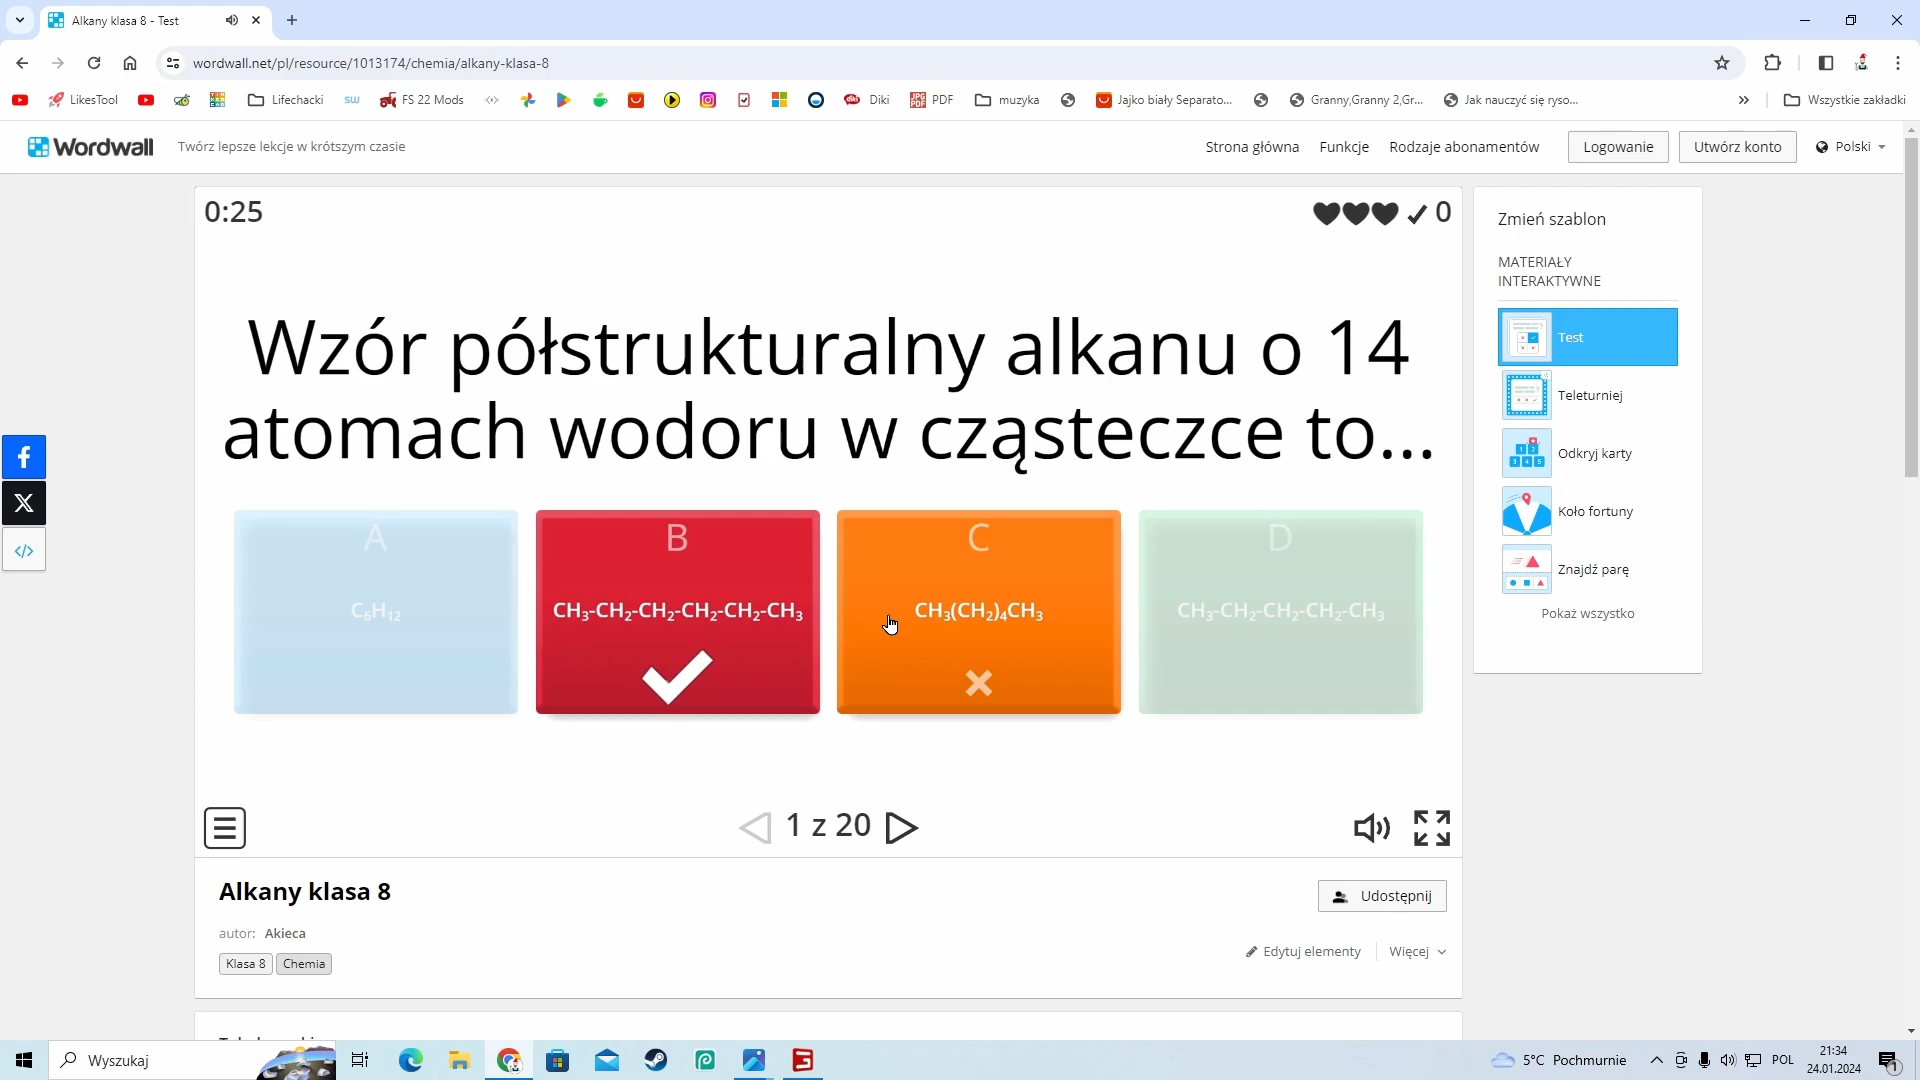 Alkany klasa 8 - Test
wordwall.net/pl/resource/1013174/chemia/alkany-klasa-8
LikesTool
Lifechacki
SW
FS 22 Mods
diki Diki
JPG PDF PDF
muzyka
Jajko biały Separato...
Granny,Granny 2,Gr...
Jak nauczyć się ryso...
»
Wszystkie zakładki
Wordwall
Twórz lepsze lekcje w krótszym czasie
Strona główna
Funkcje
Rodzaje abonamentów
Logowanie
Utwórz konto
Polski
0:25
0
Wzór półstrukturalny alkanu o 14
atomach wodoru w cząsteczce to...
A
C₆H₁₂
B
CH₃-CH₂-CH₂-CH₂-CH₂-CH₃
C
CH₃(CH₂)₄CH₃
D
CH₃-CH₂-CH₂-CH₂-CH₃
1 z 20
Zmień szablon
MATERIAŁY
INTERAKTYWNE
Test
Teleturniej
Odkryj karty
Koło fortuny
Znajdź parę
Pokaż wszystko
Alkany klasa 8
Udostępnij
autor: Akieca
Edytuj elementy
Więcej
Klasa 8
Chemia
Wyszukaj
5°C Pochmurnie
POL
21:34
24.01.2024
1